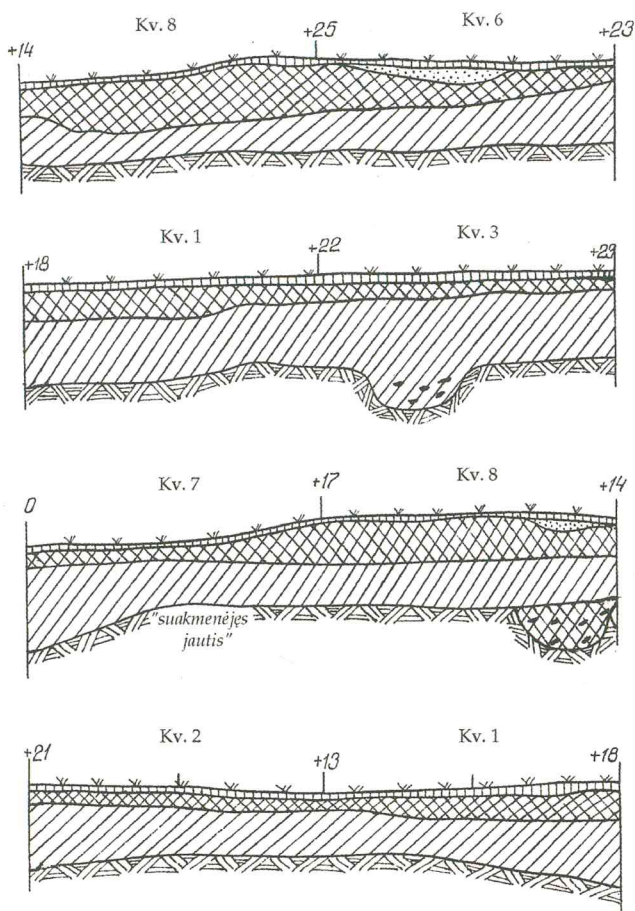 Kv. 8 Kv. 6
+14 +25 +23
Kv. 1 Kv. 3
+18 +22 +29
Kv. 7 Kv. 8
0 +17 +14
"suakmenėjęs
jautis"
Kv. 2 Kv. 1
+21 +13 +18